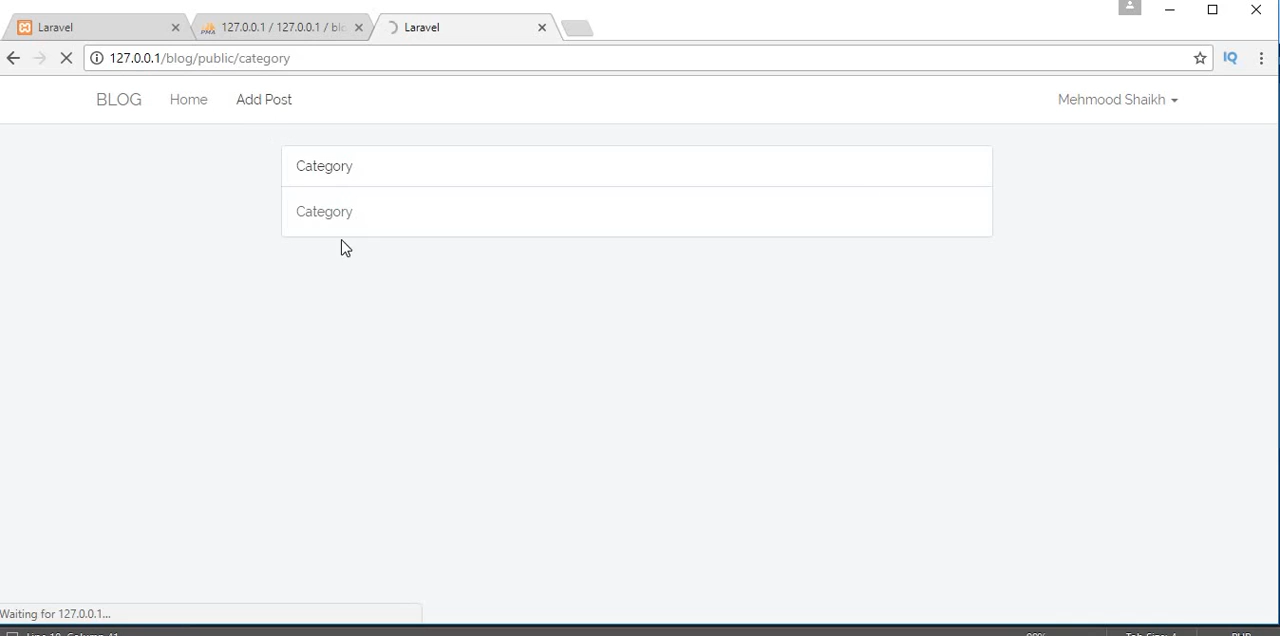 Laravel
127.0.0.1 / 127.0.0.1 / blo
Laravel
127.0.0.1/blog/public/category
IQ
BLOG Home Add Post Mehmood Shaikh
Category
Category
Waiting for 127.0.0.1...